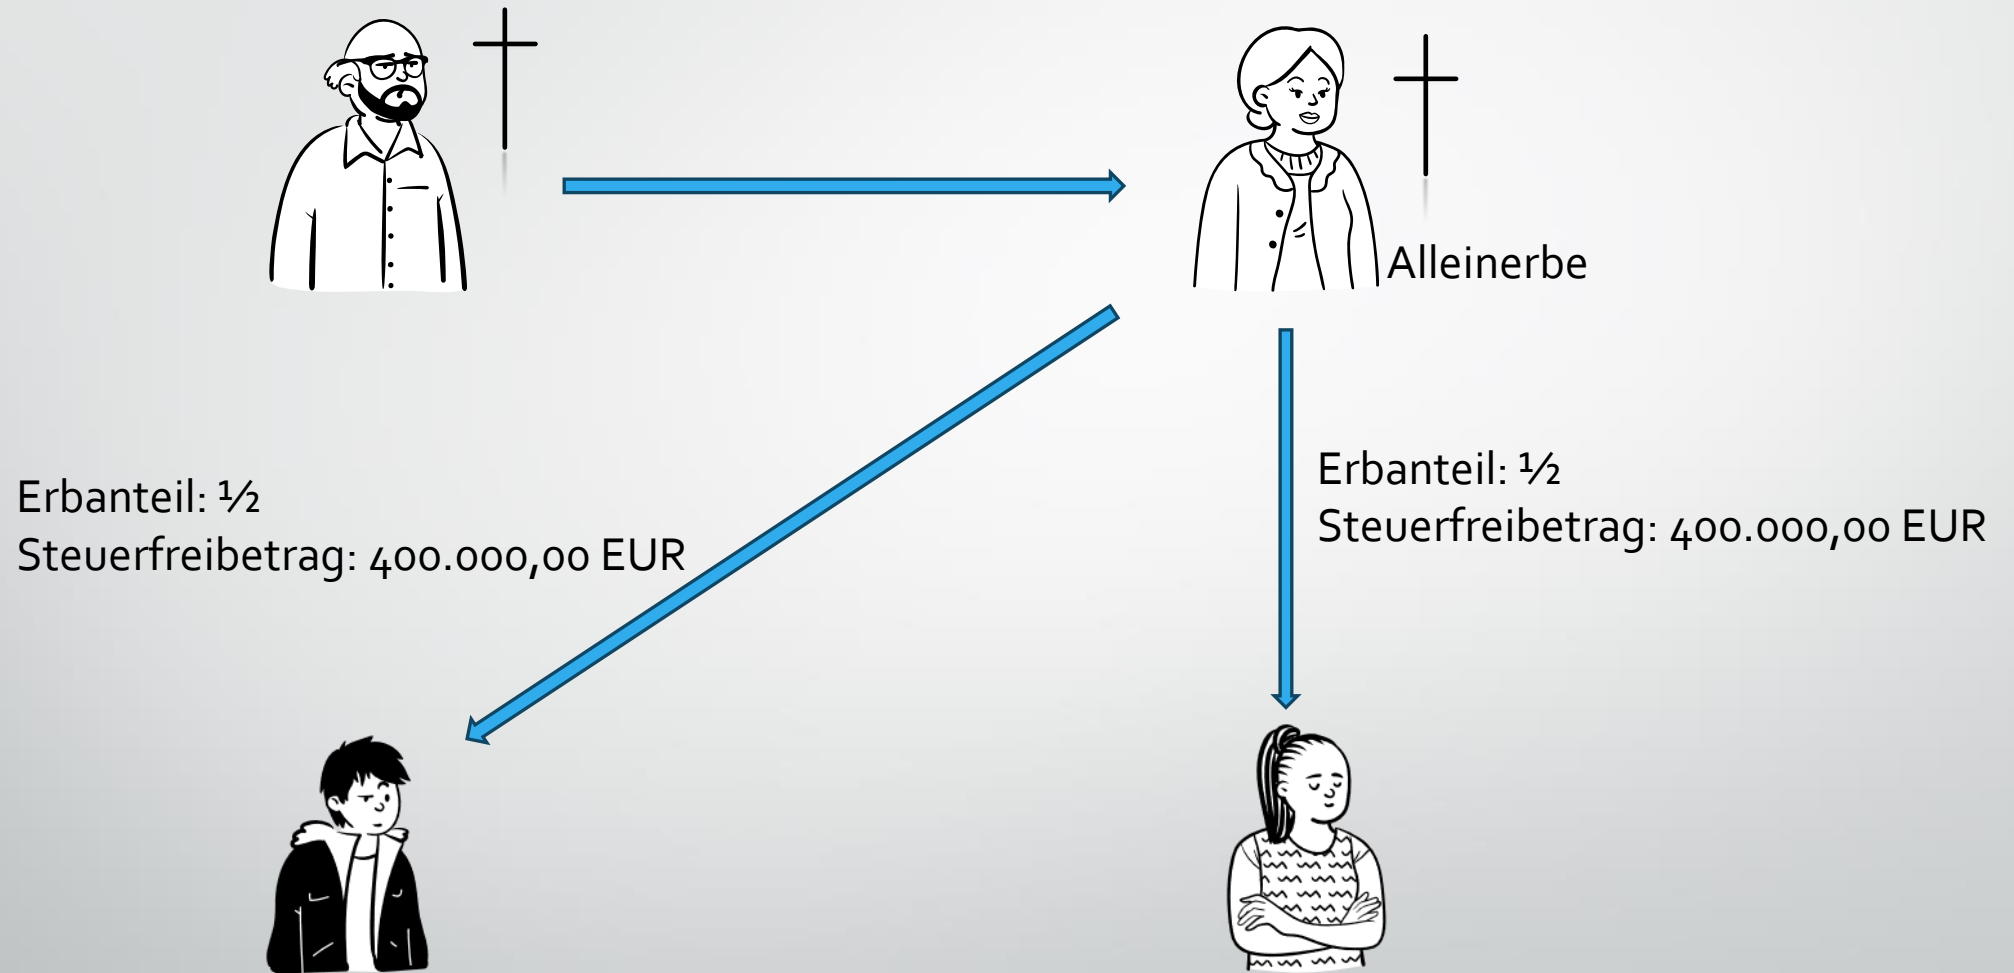 Alleinerbe
Erbanteil: ½
Steuerfreibetrag: 400.000,00 EUR
Erbanteil: ½
Steuerfreibetrag: 400.000,00 EUR